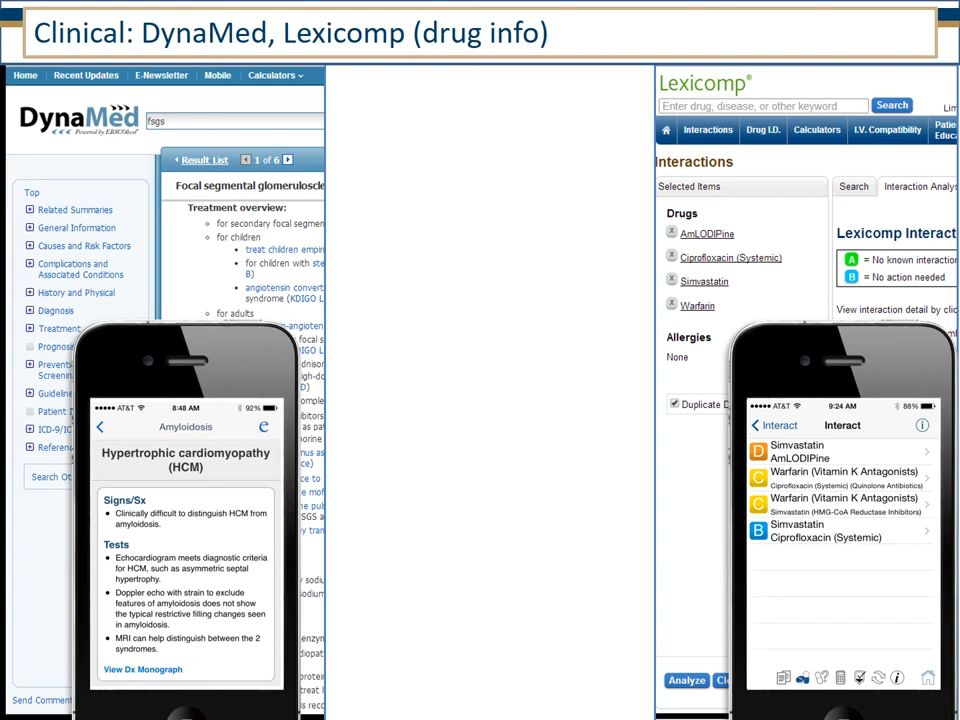 Clinical: DynaMed, Lexicomp (drug info)
Home Recent Updates E-Newsletter Mobile Calculators
DynaMed
Powered by EBSCOhost
fsgs
Result List 1 of 6
Top
Related Summaries
General Information
Causes and Risk Factors
Complications and
Associated Conditions
History and Physical
Diagnosis
Treatment
Prognos
Preventi
Screenin
Guideline
Patient I
ICD-9/IC
Referen
Search Ot
Send Commen
Focal segmental glomeruloscle
Treatment overview:
for secondary focal segmen
for children
treat children empiri
for children with ste
B)
angiotensin convert
syndrome (KDIGO L
for adults
AT&T 8:48 AM 92%
Amyloidosis
Hypertrophic cardiomyopathy
(HCM)
Signs/Sx
Clinically difficult to distinguish HCM from
amyloidosis.
Tests
Echocardiogram meets diagnostic criteria
for HCM, such as asymmetric septal
hypertrophy.
Doppler echo with strain to exclude
features of amyloidosis does not show
the typical restrictive filling changes seen
in amyloidosis.
MRI can help distinguish between the 2
syndromes.
View Dx Monograph
Lexicomp®
Enter drug, disease, or other keyword Search
Interactions Drug I.D. Calculators I.V. Compatibility Patie
Educa
Interactions
Selected Items
Drugs
X AmLODIPine
X Ciprofloxacin (Systemic)
X Simvastatin
X Warfarin
Allergies
None
Duplicate D
Analyze Cl
Search Interaction Analys
Lexicomp Interact
A = No known interaction
B = No action needed
View interaction detail by clic
AT&T 9:24 AM 88%
Interact Interact
D Simvastatin
AmLODIPine
C Warfarin (Vitamin K Antagonists)
Ciprofloxacin (Systemic) (Quinolone Antibiotics)
C Warfarin (Vitamin K Antagonists)
Simvastatin (HMG-CoA Reductase Inhibitors)
B Simvastatin
Ciprofloxacin (Systemic)